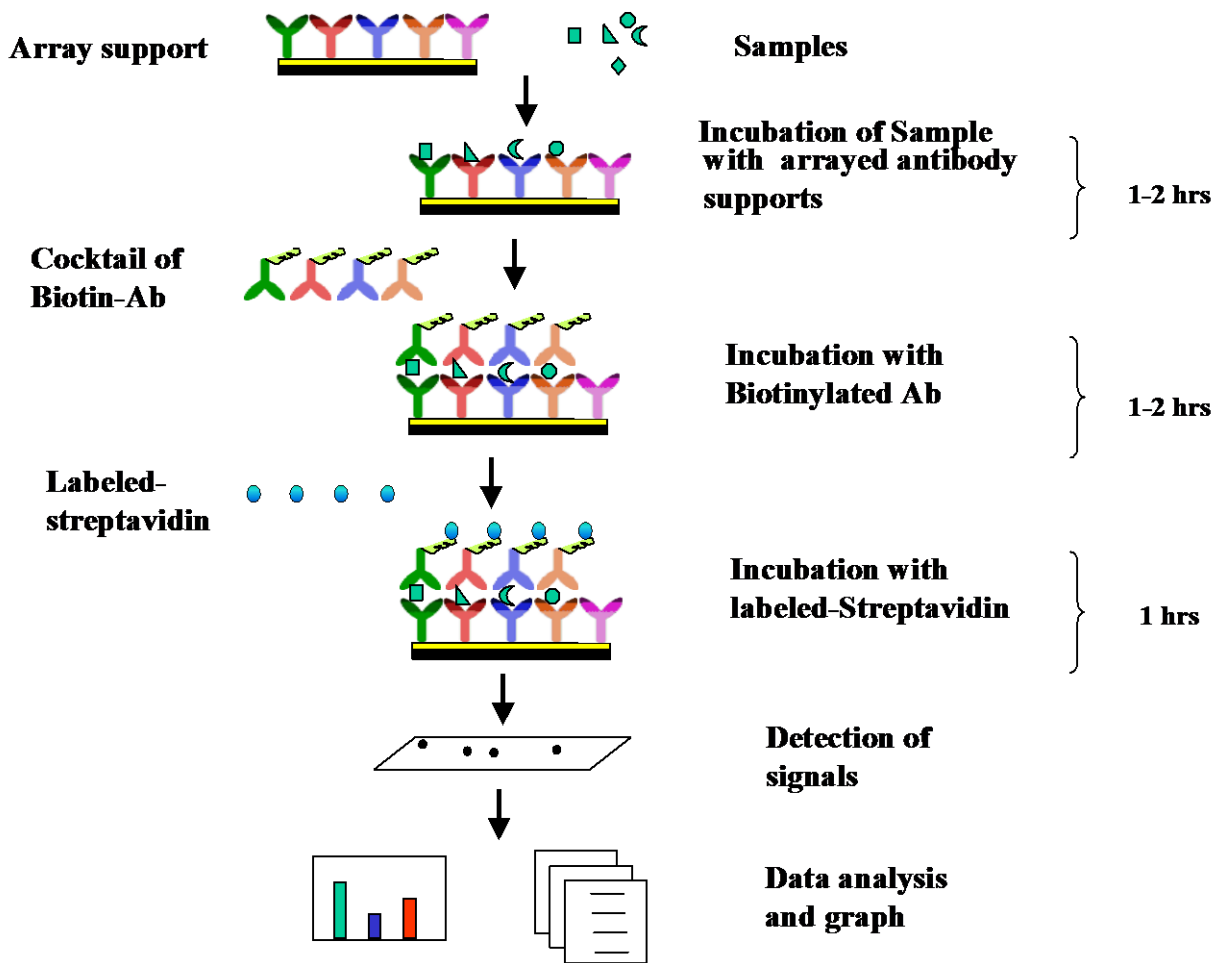 Array support
Samples
Incubation of Sample
with arrayed antibody
supports
1-2 hrs
Cocktail of
Biotin-Ab
Incubation with
Biotinylated Ab
1-2 hrs
Labeled-
streptavidin
Incubation with
labeled-Streptavidin
1 hrs
Detection of
signals
Data analysis
and graph